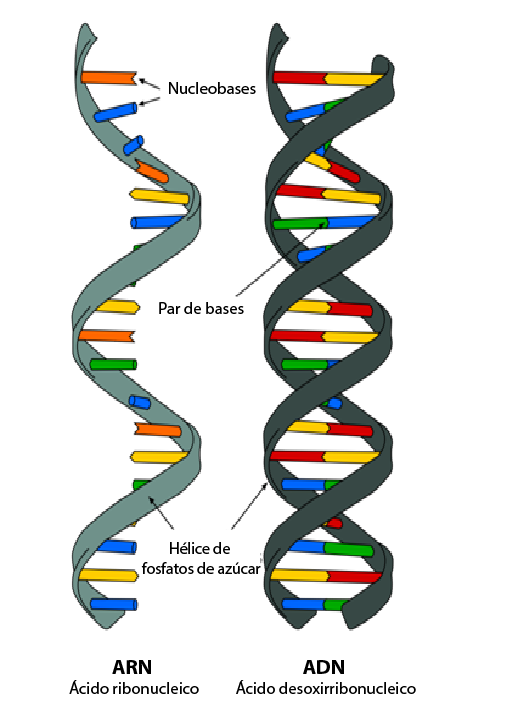 Nucleobases
Par de bases
Hélice de
fosfatos de azúcar
ARN
Ácido ribonucleico
ADN
Ácido desoxirribonucleico